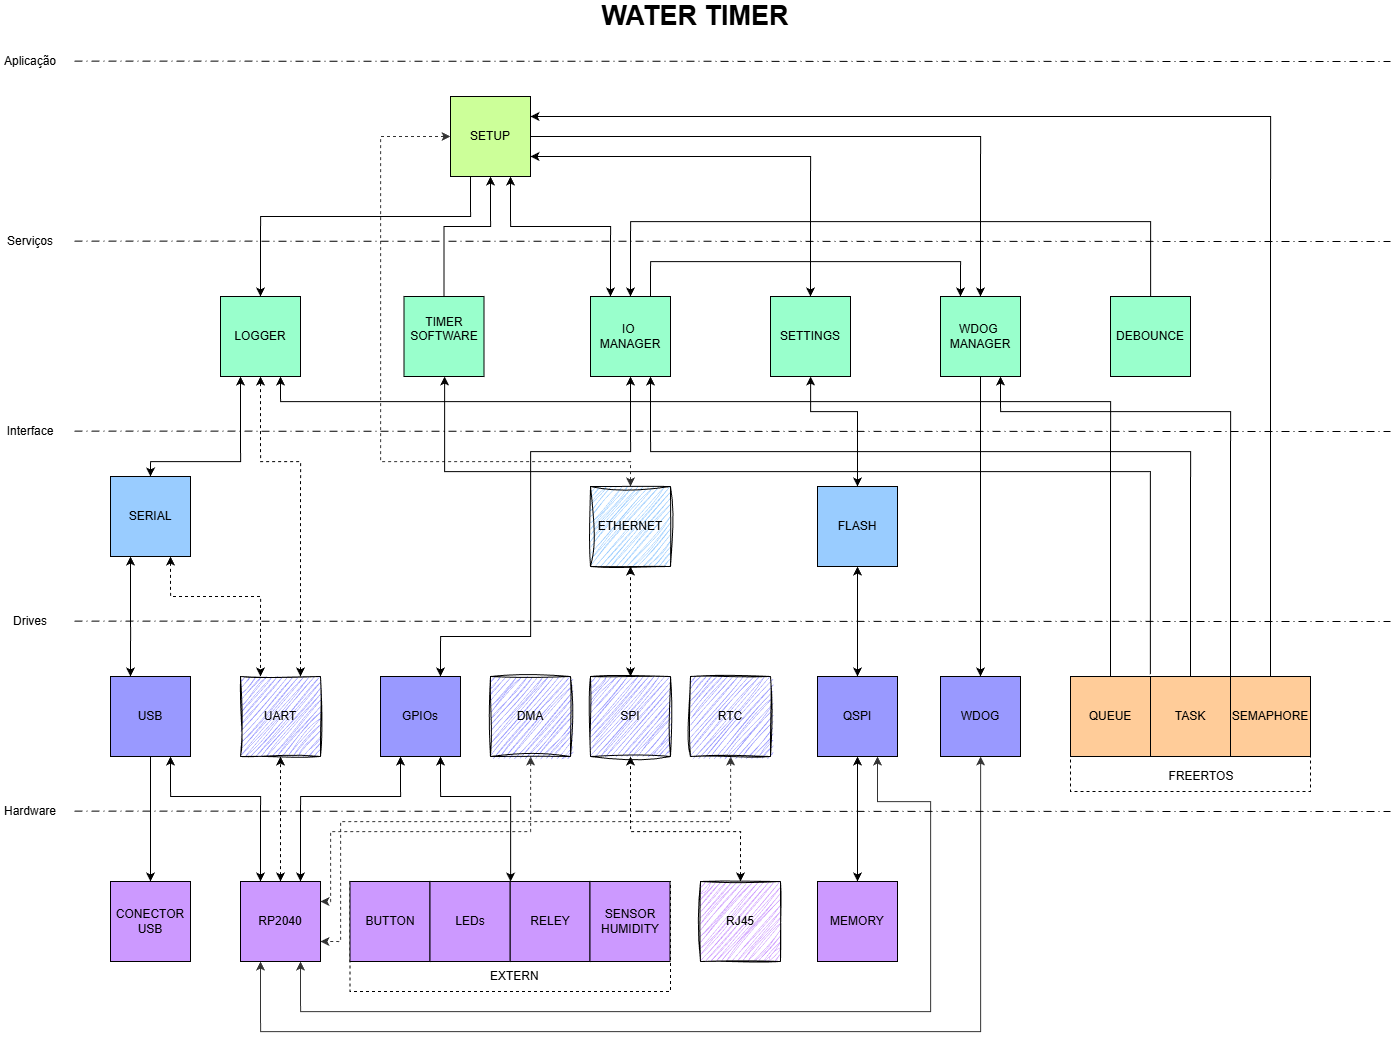 WATER TIMER
Aplicação
SETUP
Serviços
LOGGER
TIMER
SOFTWARE
IO
MANAGER
SETTINGS
WDOG
MANAGER
DEBOUNCE
Interface
SERIAL
ETHERNET
FLASH
Drives
USB
UART
GPIOs
DMA
SPI
RTC
QSPI
WDOG
QUEUE
TASK
SEMAPHORE
FREERTOS
Hardware
CONECTOR
USB
RP2040
BUTTON
LEDs
RELEY
SENSOR
HUMIDITY
EXTERN
RJ45
MEMORY